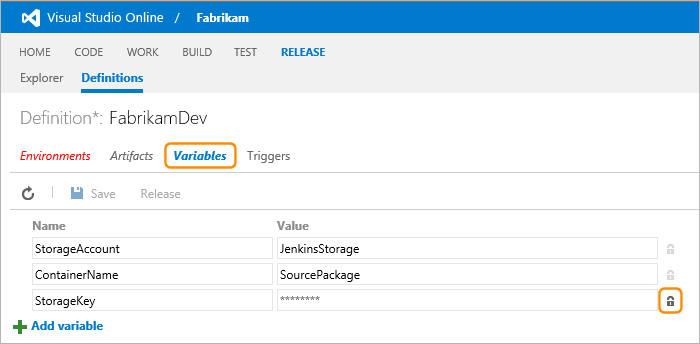 Visual Studio Online / Fabrikam
HOME CODE WORK BUILD TEST RELEASE
Explorer Definitions
Definition*: FabrikamDev
Environments Artifacts Variables Triggers
Save Release
Name Value
StorageAccount JenkinsStorage
ContainerName SourcePackage
StorageKey ********
Add variable